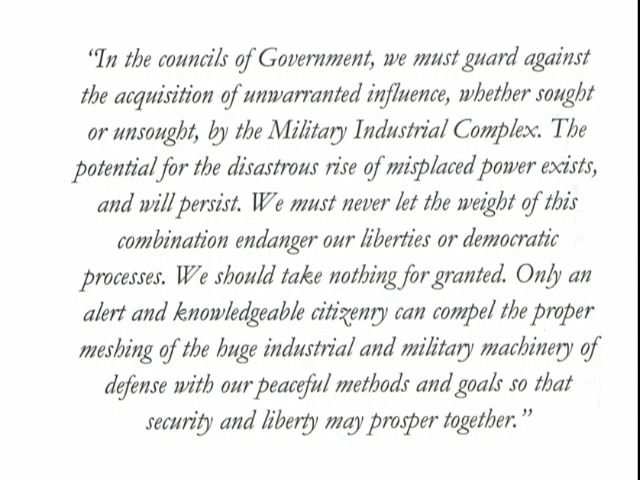 “In the councils of Government, we must guard against
the acquisition of unwarranted influence, whether sought
or unsought, by the Military Industrial Complex. The
potential for the disastrous rise of misplaced power exists,
and will persist. We must never let the weight of this
combination endanger our liberties or democratic
processes. We should take nothing for granted. Only an
alert and knowledgeable citizenry can compel the proper
meshing of the huge industrial and military machinery of
defense with our peaceful methods and goals so that
security and liberty may prosper together.”